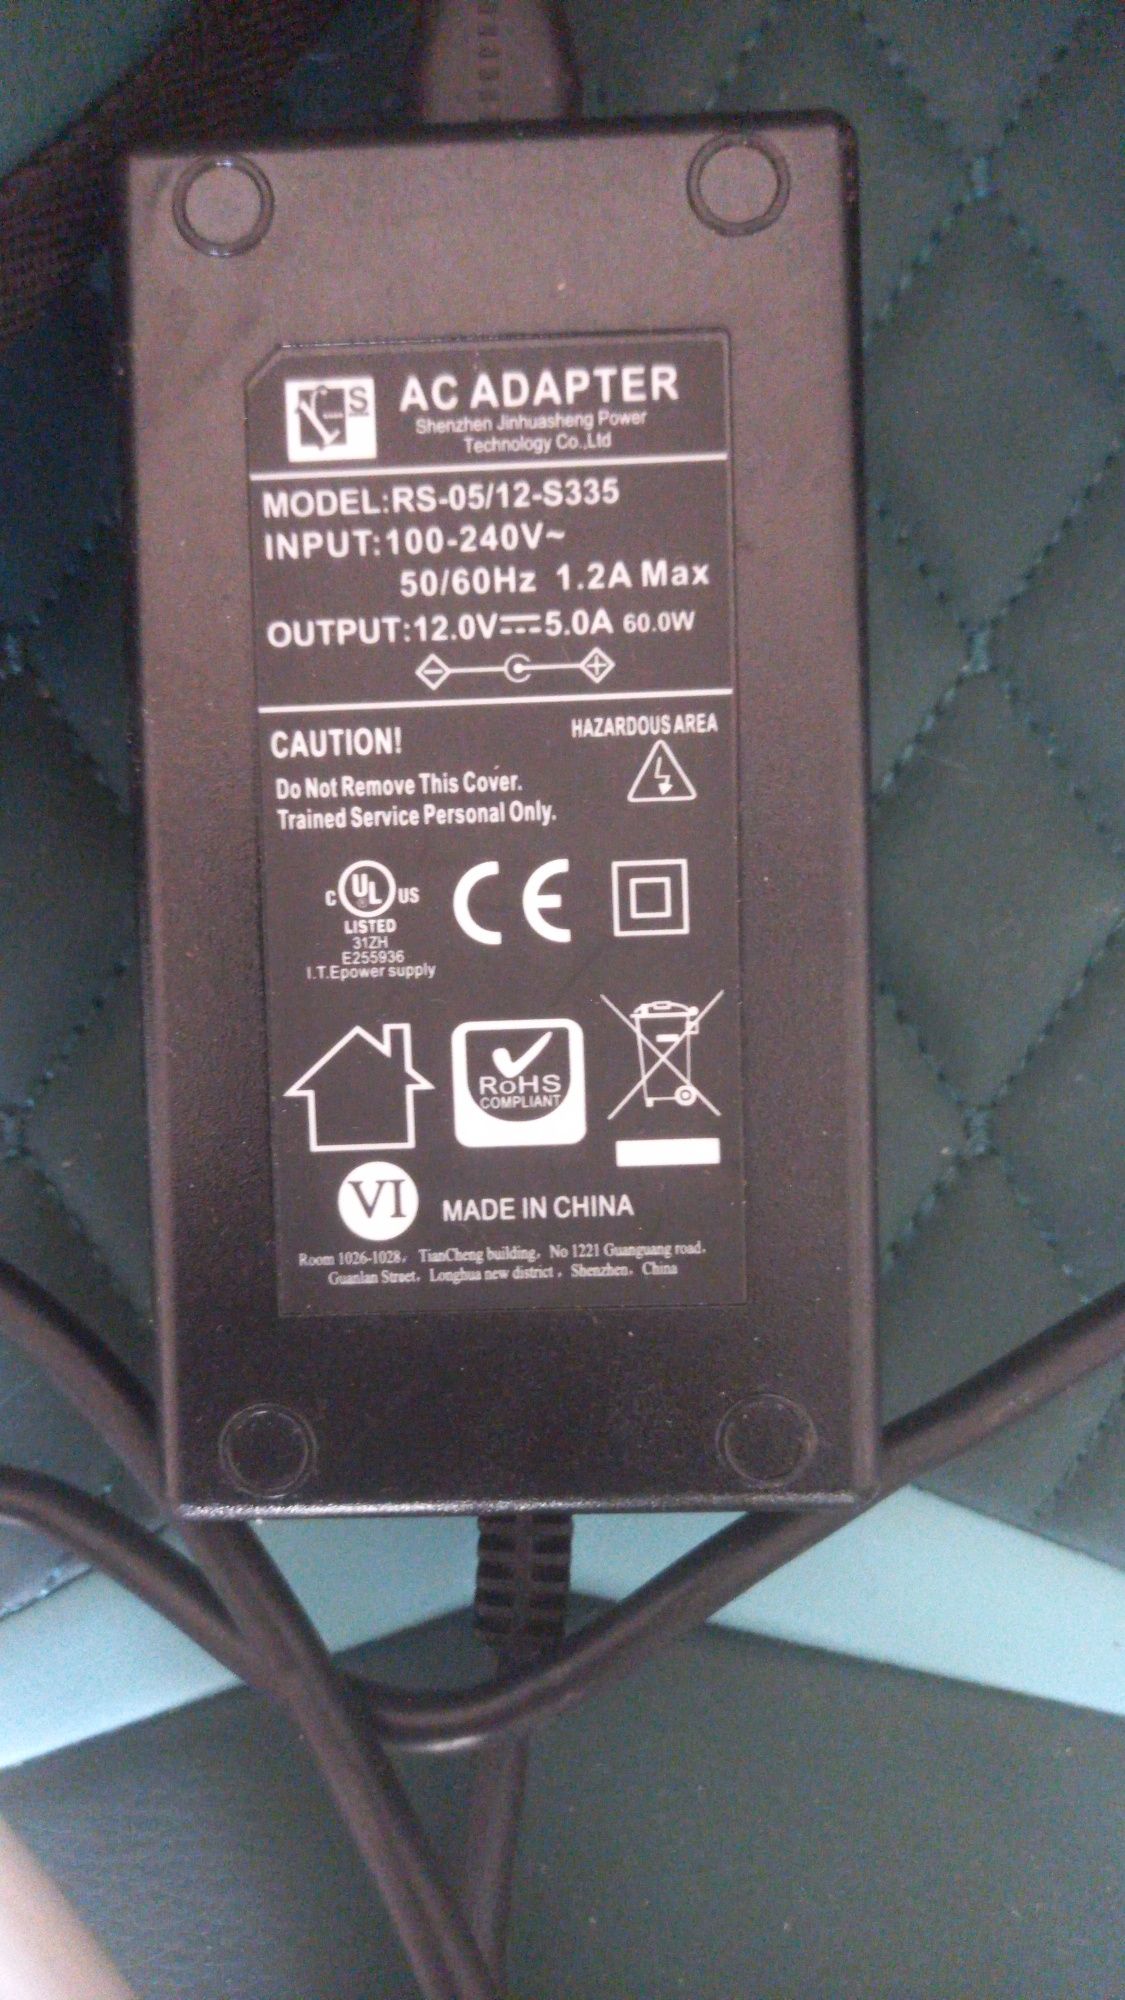 S
AC ADAPTER
Shenzhen Jinhuasheng Power
Technology Co.,Ltd
MODEL:RS-05/12-S335
INPUT:100-240V~
50/60Hz 1.2A Max
OUTPUT:12.0V⎓5.0A 60.0W
CAUTION!
HAZARDOUS AREA
Do Not Remove This Cover.
Trained Service Personal Only.
C UL US
LISTED
31ZH
E255936
I.T.Epower supply
CE
RoHS
COMPLIANT
VI
MADE IN CHINA
Room 1026-1028, TianCheng building, No 1221 Guanguang road,
Guanlan Street, Longhua new district, Shenzhen, China